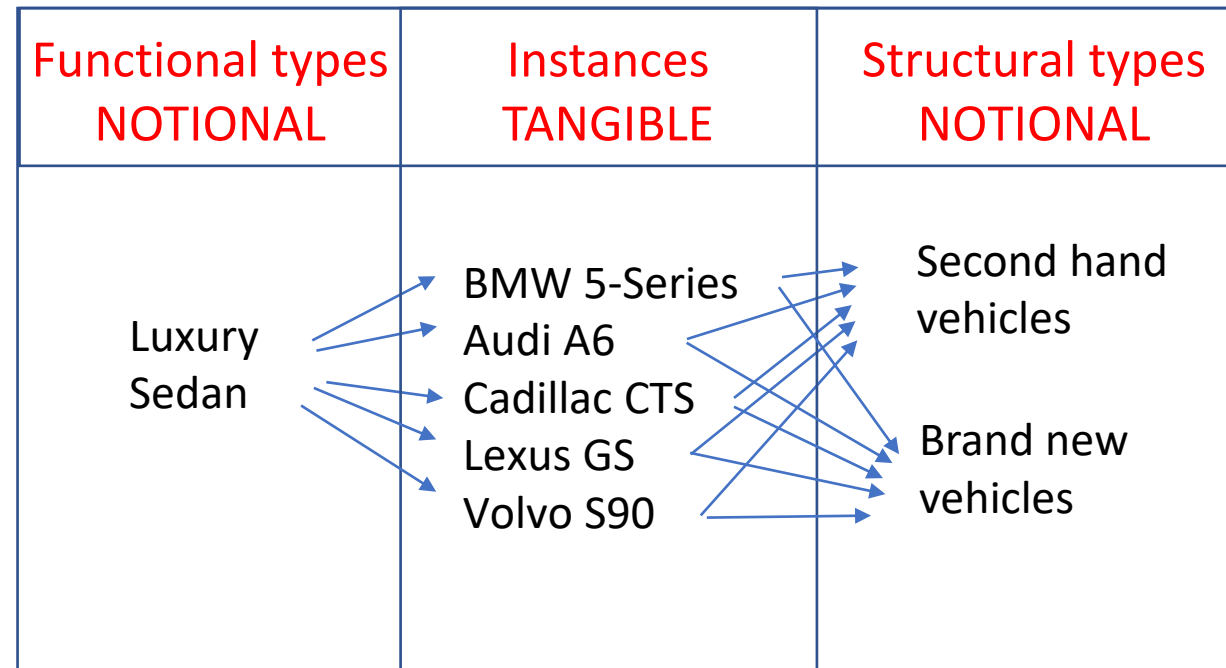 Functional types
NOTIONAL
Instances
TANGIBLE
Structural types
NOTIONAL
Luxury
Sedan
BMW 5-Series
Audi A6
Cadillac CTS
Lexus GS
Volvo S90
Second hand
vehicles
Brand new
vehicles